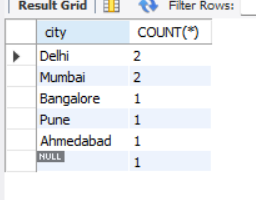 Result Grid Filter Rows:
city COUNT(*)
Delhi 2
Mumbai 2
Bangalore 1
Pune 1
Ahmedabad 1
NULL 1